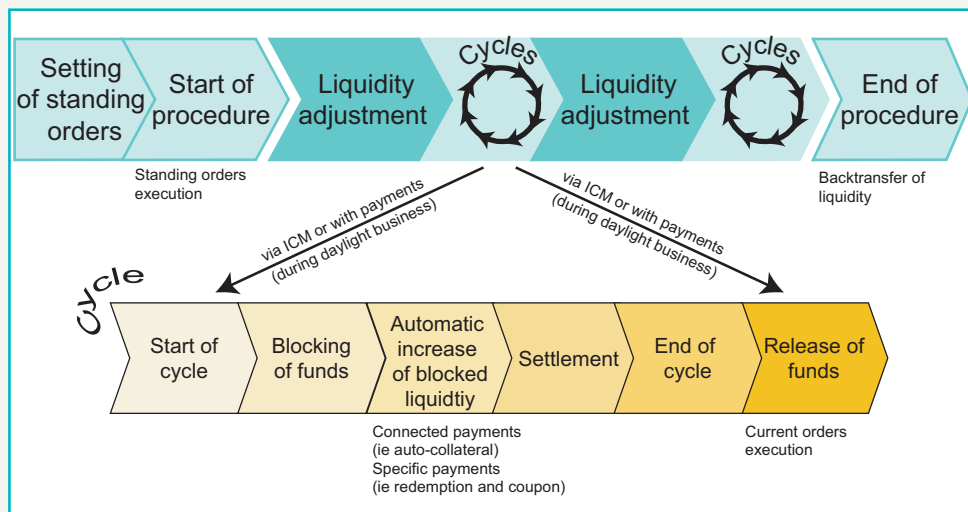 Setting
of standing
orders
Start of
procedure
Standing orders
execution
Liquidity
adjustment
Cycles
Liquidity
adjustment
Cycles
End of
procedure
Backtransfer of
liquidity
via ICM or with payments
(during daylight business)
via ICM or with payments
(during daylight business)
Cycle
Start of
cycle
Blocking
of funds
Automatic
increase
of blocked
liquidtiy
Connected payments
(ie auto-collateral)
Specific payments
(ie redemption and coupon)
Settlement
End of
cycle
Release of
funds
Current orders
execution